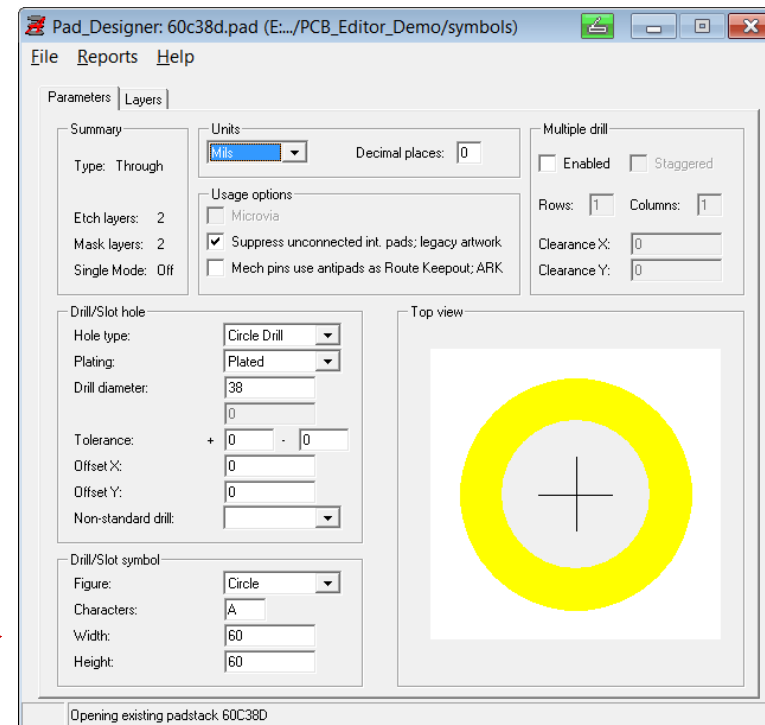 Pad_Designer: 60c38d.pad (E:.../PCB_Editor_Demo/symbols)
File Reports Help
Parameters Layers
Summary
Type: Through
Etch layers: 2
Mask layers: 2
Single Mode: Off
Units
Mils Decimal places: 0
Usage options
Microvia
Suppress unconnected int. pads; legacy artwork
Mech pins use antipads as Route Keepout; ARK
Multiple drill
Enabled Staggered
Rows: 1 Columns: 1
Clearance X: 0
Clearance Y: 0
Drill/Slot hole
Hole type: Circle Drill
Plating: Plated
Drill diameter: 38
0
Tolerance: + 0 - 0
Offset X: 0
Offset Y: 0
Non-standard drill:
Drill/Slot symbol
Figure: Circle
Characters: A
Width: 60
Height: 60
Top view
Opening existing padstack 60C38D